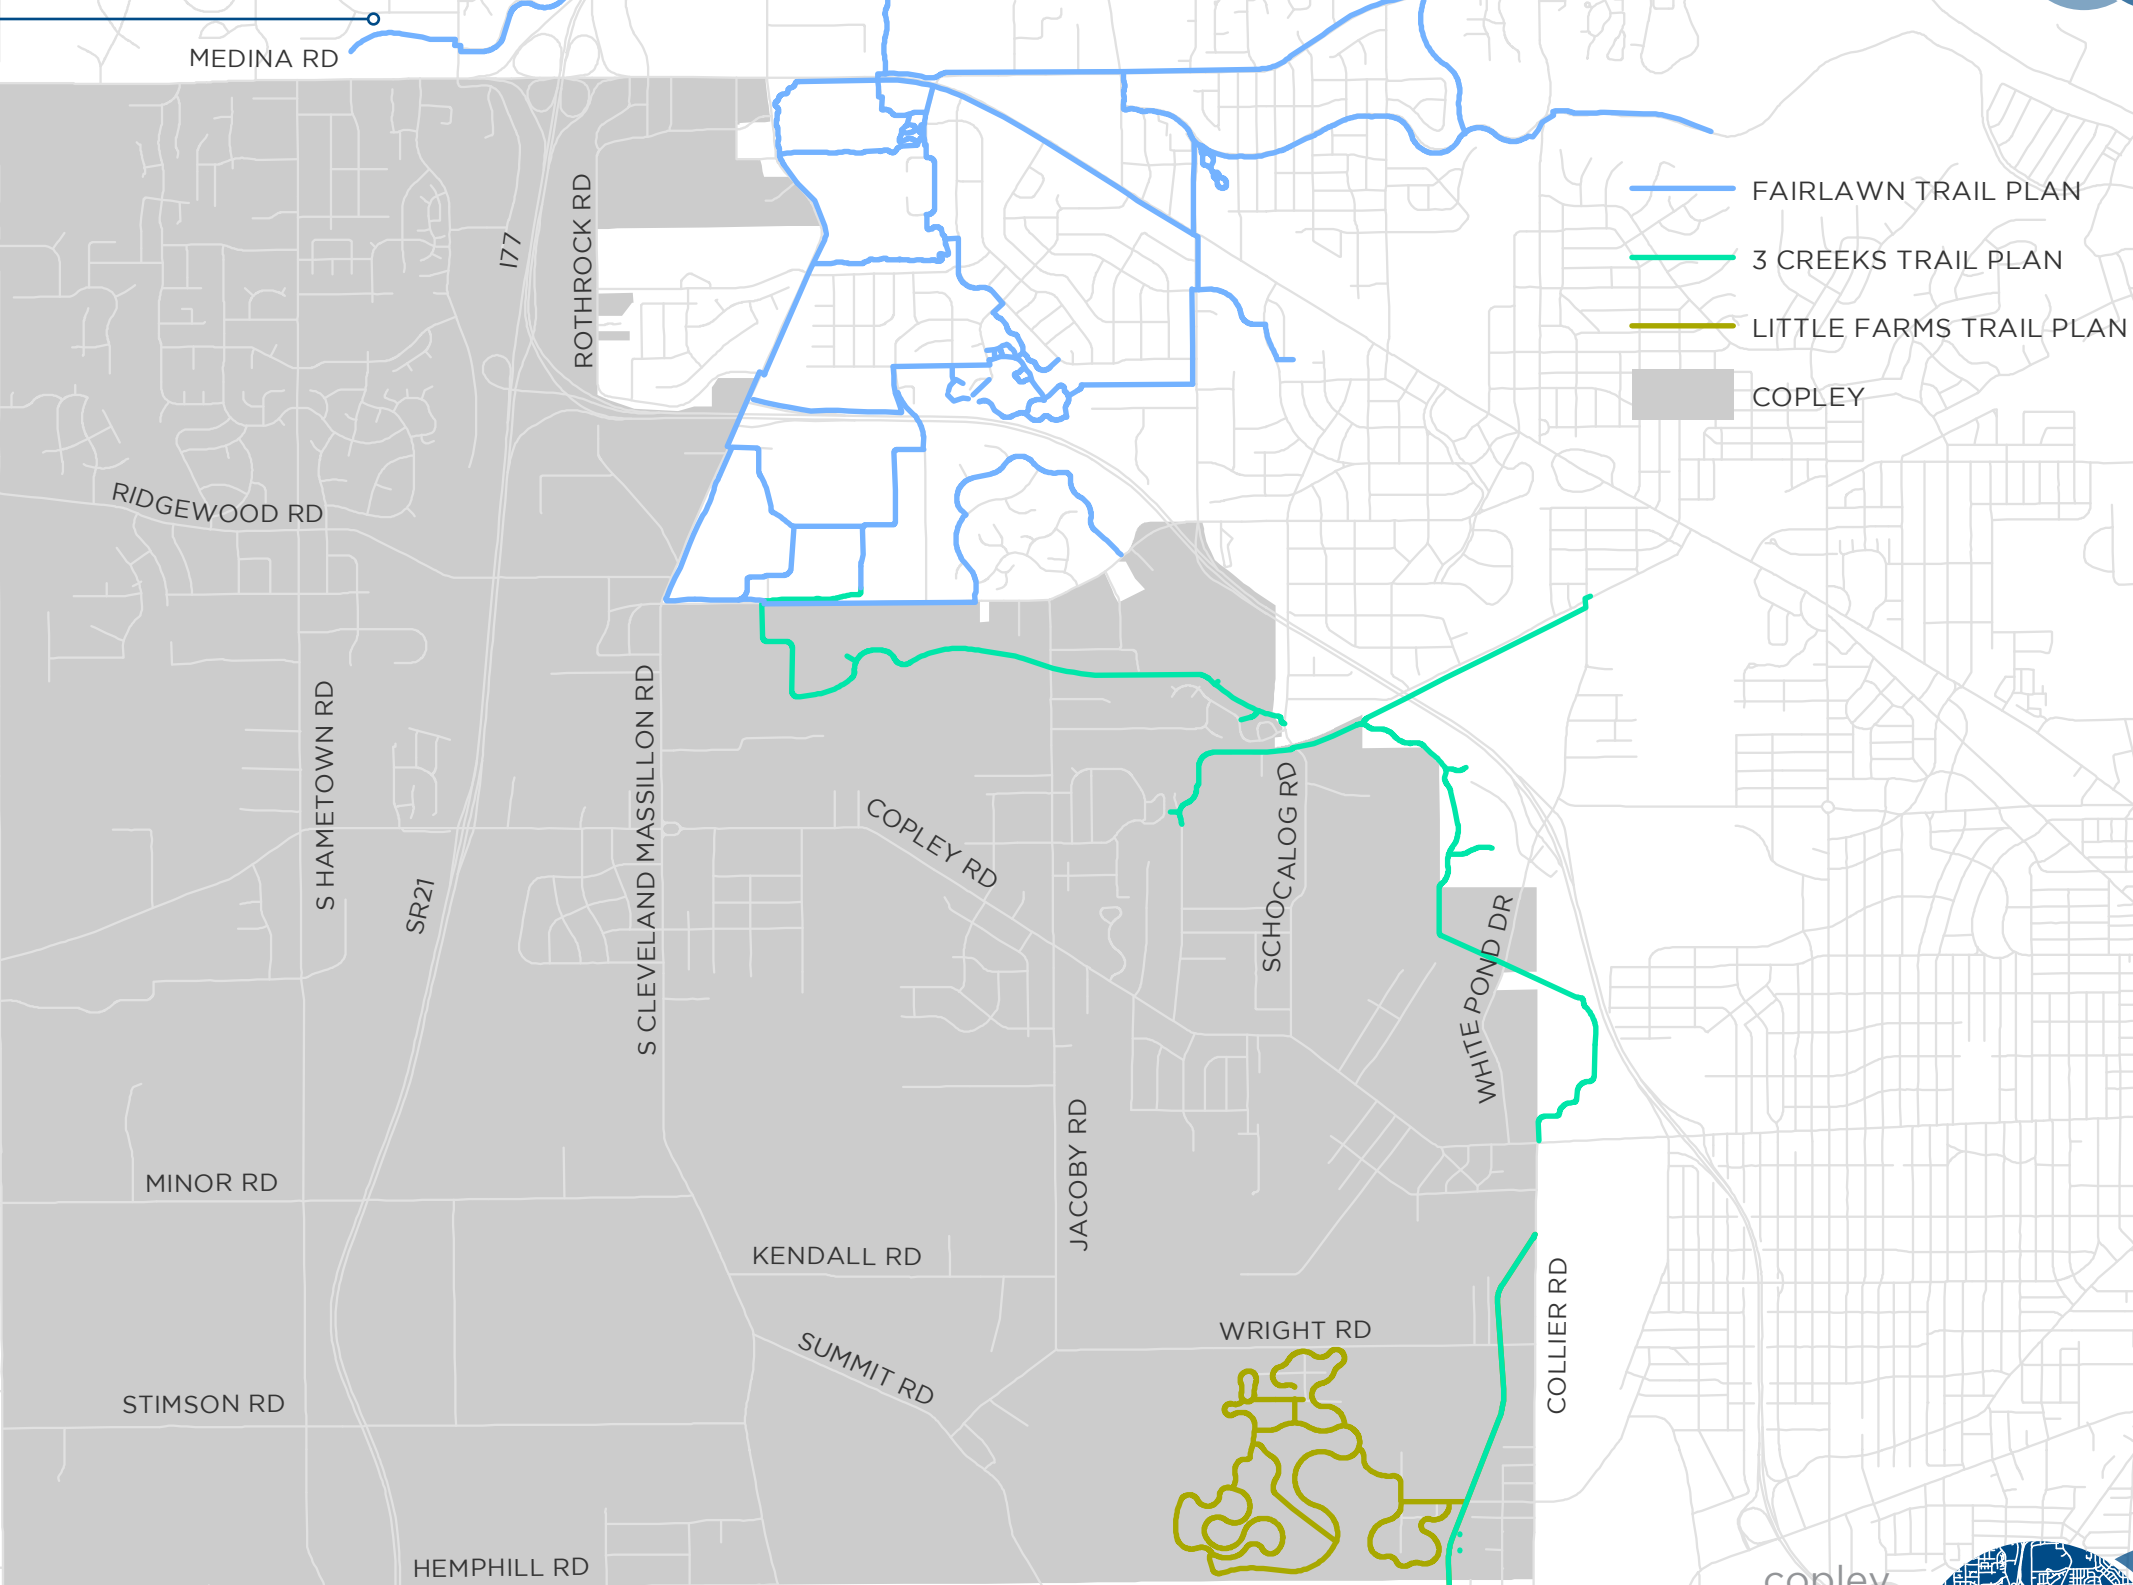 MEDINA RD
FAIRLAWN TRAIL PLAN
3 CREEKS TRAIL PLAN
LITTLE FARMS TRAIL PLAN
COPLEY
I77
ROTHROCK RD
RIDGEWOOD RD
S HAMETOWN RD
SR21
S CLEVELAND MASSILLON RD
COPLEY RD
SCHOCALOG RD
WHITE POND DR
JACOBY RD
MINOR RD
KENDALL RD
WRIGHT RD
COLLIER RD
SUMMIT RD
STIMSON RD
HEMPHILL RD
copley